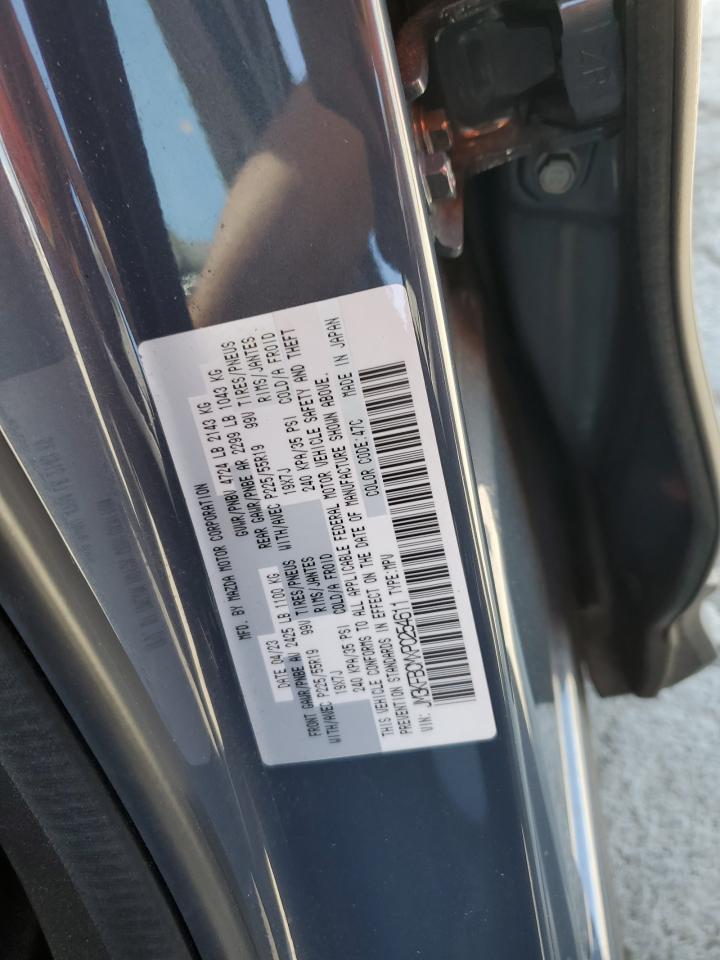 MFD. BY MAZDA MOTOR CORPORATION
DATE 04/23 GVWR/PNBV 4724 LB 2143 KG
FRONT GAWR/PNBE AV 2425 LB 1100 KG REAR GAWR/PNBE AR 2299 LB 1043 KG
WITH/AVEC P225/55R19 99V TIRES/PNEUS WITH/AVEC P225/55R19 99V TIRES/PNEUS
19X7J RIMS/JANTES 19X7J RIMS/JANTES
240 KPA/35 PSI COLD/A FROID 240 KPA/35 PSI COLD/A FROID
THIS VEHICLE CONFORMS TO ALL APPLICABLE FEDERAL MOTOR VEHICLE SAFETY AND THEFT
PREVENTION STANDARDS IN EFFECT ON THE DATE OF MANUFACTURE SHOWN ABOVE.
VIN: TYPE:MPV COLOR CODE:47C MADE IN JAPAN